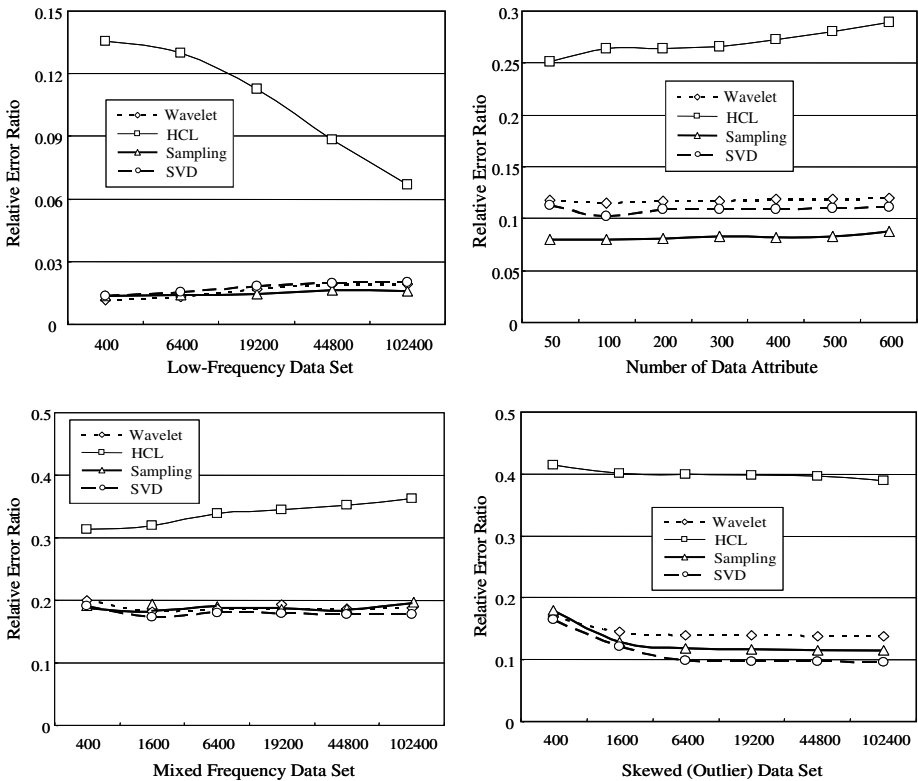 Relative Error Ratio
0.15
0.12
0.09
0.06
0.03
0
Wavelet
HCL
Sampling
SVD
400 6400 19200 44800 102400
Low-Frequency Data Set
Relative Error Ratio
0.3
0.25
0.2
0.15
0.1
0.05
0
Wavelet
HCL
Sampling
SVD
50 100 200 300 400 500 600
Number of Data Attribute
Relative Error Ratio
0.5
0.4
0.3
0.2
0.1
0
Wavelet
HCL
Sampling
SVD
400 1600 6400 19200 44800 102400
Mixed Frequency Data Set
Relative Error Ratio
0.5
0.4
0.3
0.2
0.1
0
Wavelet
HCL
Sampling
SVD
400 1600 6400 19200 44800 102400
Skewed (Outlier) Data Set